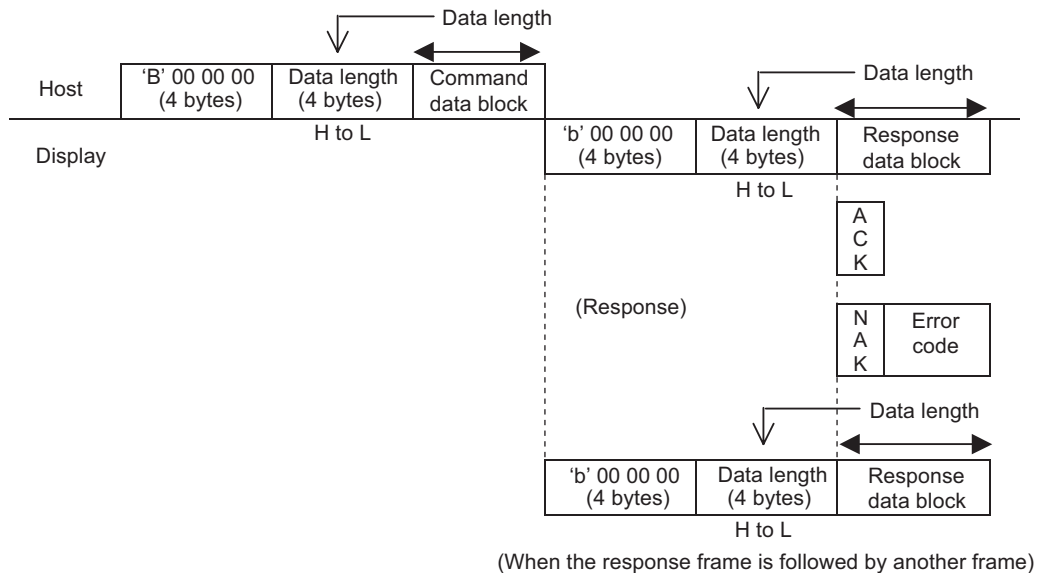 Data length
Host
'B' 00 00 00
(4 bytes)
Data length
(4 bytes)
Command
data block
Data length
H to L
Display
'b' 00 00 00
(4 bytes)
Data length
(4 bytes)
Response
data block
H to L
A
C
K
(Response)
N
A
K
Error
code
Data length
'b' 00 00 00
(4 bytes)
Data length
(4 bytes)
Response
data block
H to L
(When the response frame is followed by another frame)